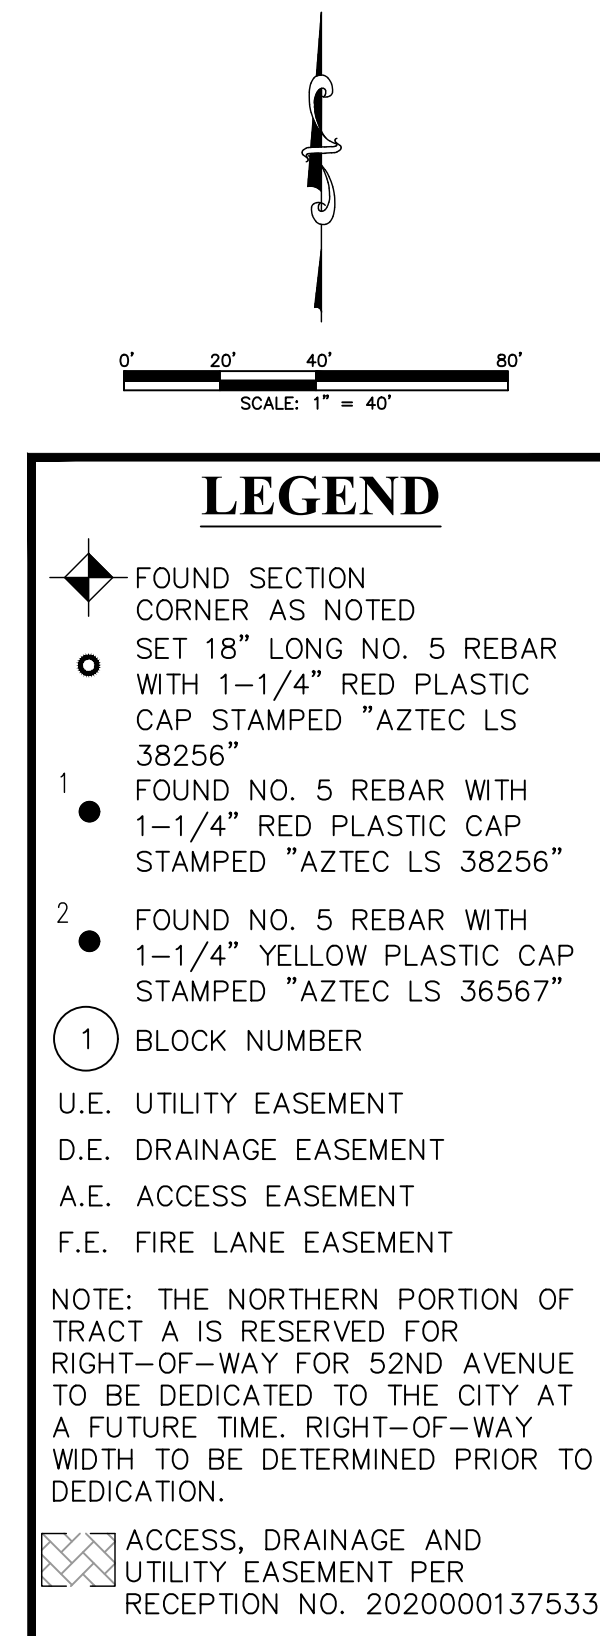 0' 20' 40' 80'
SCALE: 1" = 40'
LEGEND
FOUND SECTION
CORNER AS NOTED
SET 18" LONG NO. 5 REBAR
WITH 1-1/4" RED PLASTIC
CAP STAMPED "AZTEC LS
38256"
1
FOUND NO. 5 REBAR WITH
1-1/4" RED PLASTIC CAP
STAMPED "AZTEC LS 38256"
2
FOUND NO. 5 REBAR WITH
1-1/4" YELLOW PLASTIC CAP
STAMPED "AZTEC LS 36567"
1 BLOCK NUMBER
U.E. UTILITY EASEMENT
D.E. DRAINAGE EASEMENT
A.E. ACCESS EASEMENT
F.E. FIRE LANE EASEMENT
NOTE: THE NORTHERN PORTION OF
TRACT A IS RESERVED FOR
RIGHT-OF-WAY FOR 52ND AVENUE
TO BE DEDICATED TO THE CITY AT
A FUTURE TIME. RIGHT-OF-WAY
WIDTH TO BE DETERMINED PRIOR TO
DEDICATION.
ACCESS, DRAINAGE AND
UTILITY EASEMENT PER
RECEPTION NO. 2020000137533